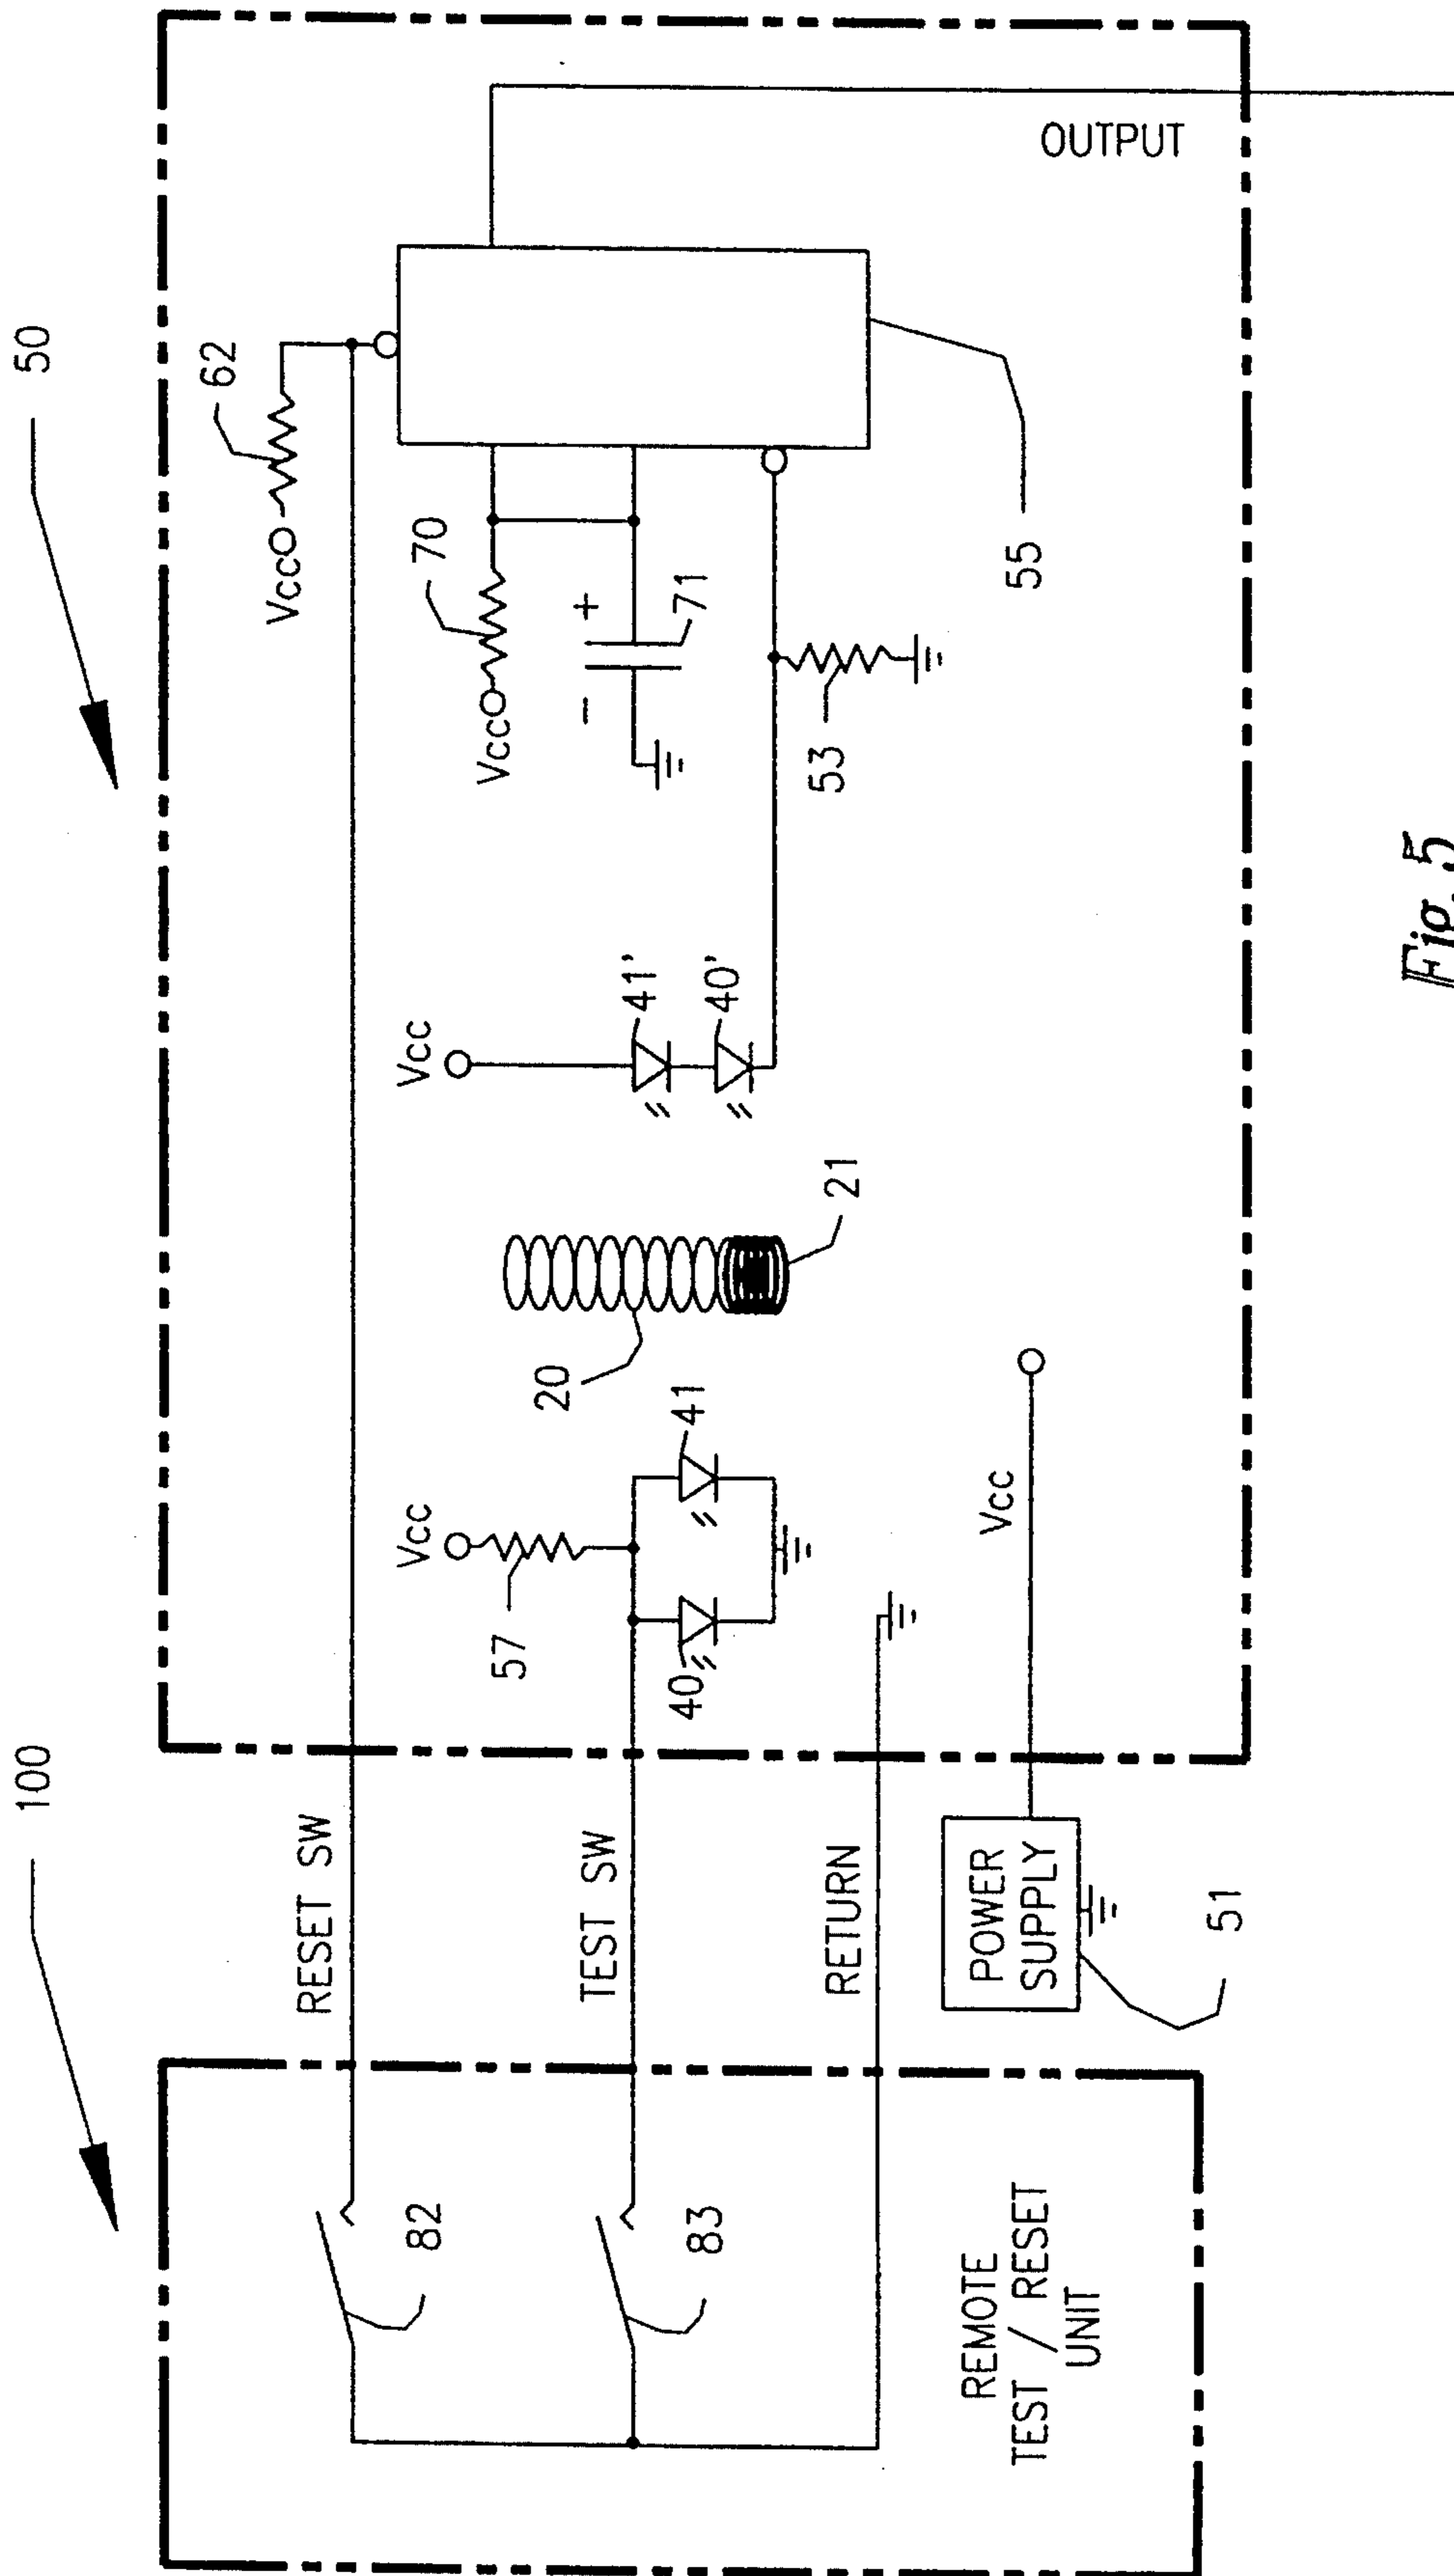 100
50
RESET SW
Vcc
62
Vcc
70
+
-
71
OUTPUT
82
TEST SW
57
Vcc
40
41
20
21
Vcc
41'
40'
53
55
83
RETURN
REMOTE
TEST / RESET
UNIT
POWER
SUPPLY
51
Vcc
Fig. 5